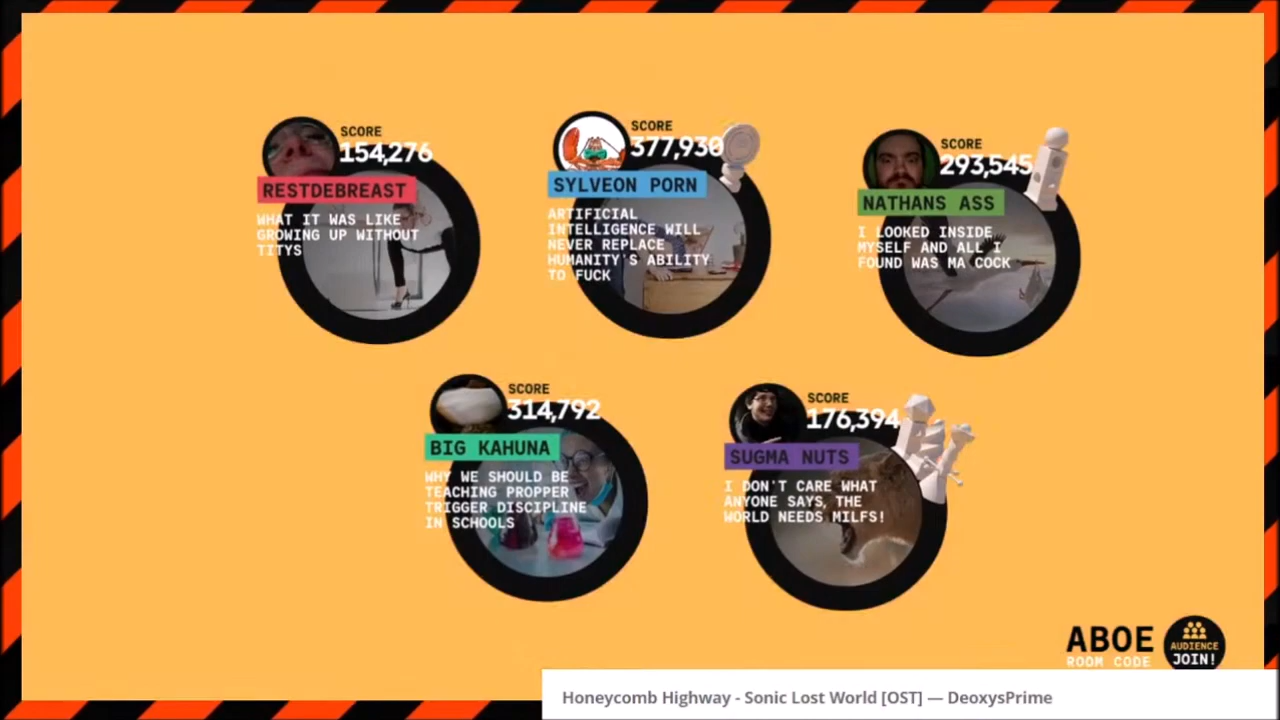 SCORE
154,276
RESTDEBREAST
WHAT IT WAS LIKE
GROWING UP WITHOUT
TITYS
SCORE
377,930
SYLVEON PORN
ARTIFICIAL
INTELLIGENCE WILL
NEVER REPLACE
HUMANITY'S ABILITY
TO FUCK
SCORE
293,545
NATHANS ASS
I LOOKED INSIDE
MYSELF AND ALL I
FOUND WAS MA COCK
SCORE
314,792
BIG KAHUNA
WHY WE SHOULD BE
TEACHING PROPPER
TRIGGER DISCIPLINE
IN SCHOOLS
SCORE
176,394
SUGMA NUTS
I DON'T CARE WHAT
ANYONE SAYS, THE
WORLD NEEDS MILFS!
ABOE
ROOM CODE
AUDIENCE
JOIN!
Honeycomb Highway - Sonic Lost World [OST] — DeoxysPrime